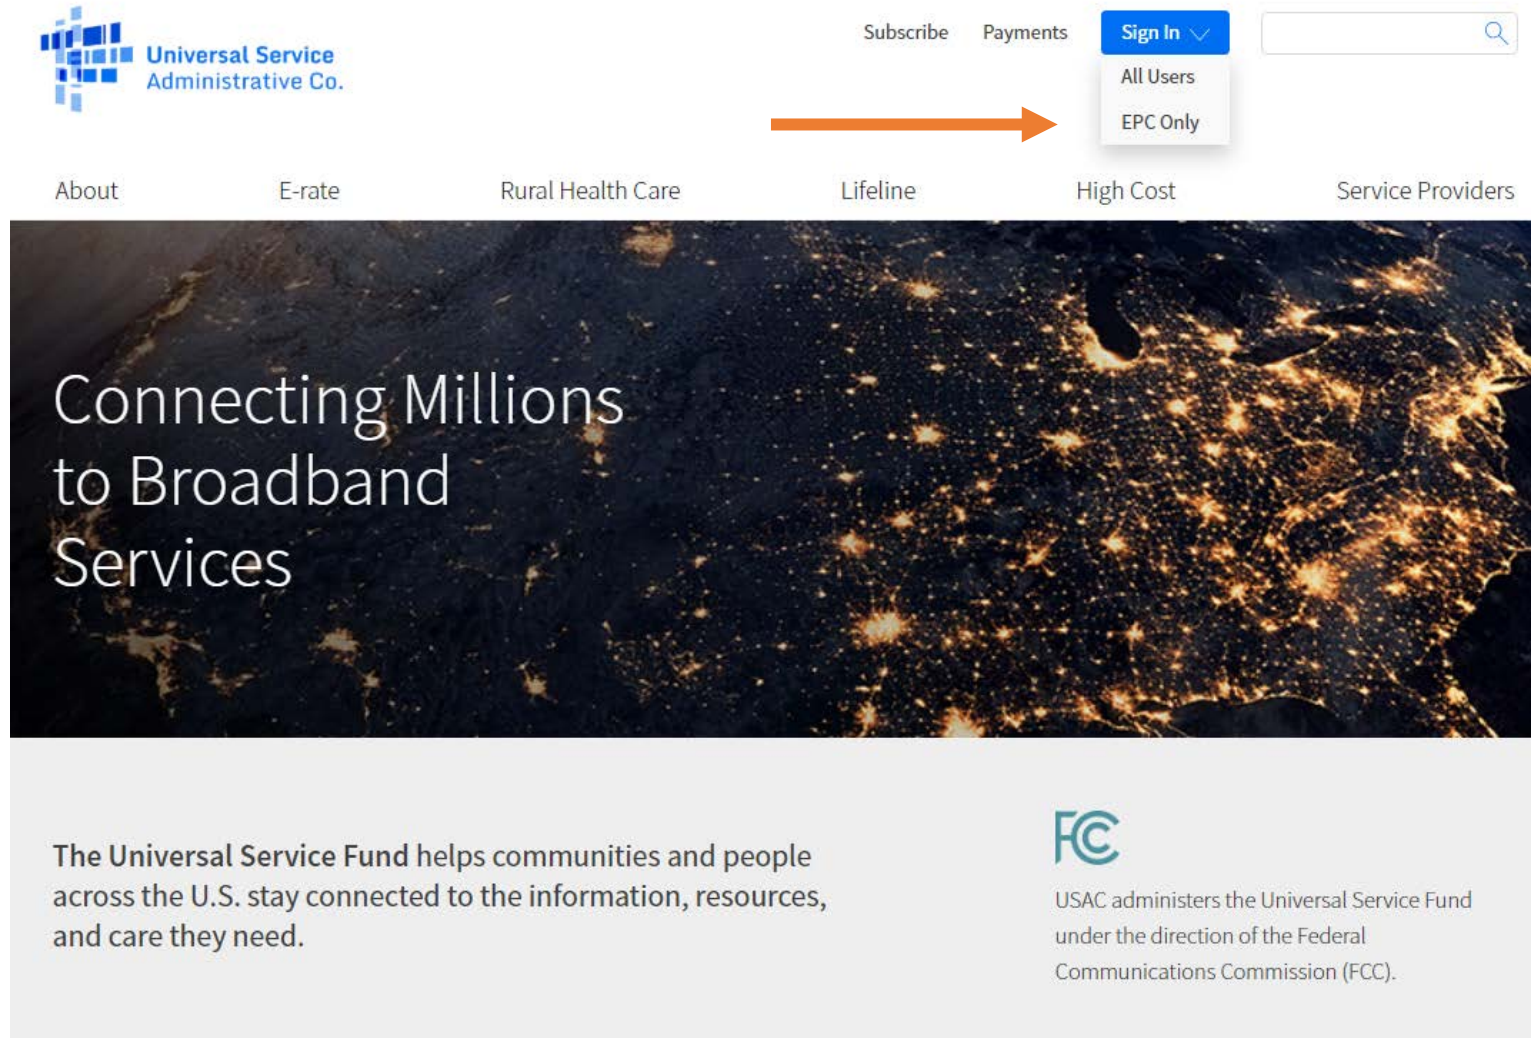 Universal Service
Administrative Co.
Subscribe
Payments
Sign In
All Users
EPC Only
About
E-rate
Rural Health Care
Lifeline
High Cost
Service Providers
Connecting Millions
to Broadband
Services
The Universal Service Fund helps communities and people
across the U.S. stay connected to the information, resources,
and care they need.
FCC
USAC administers the Universal Service Fund
under the direction of the Federal
Communications Commission (FCC).